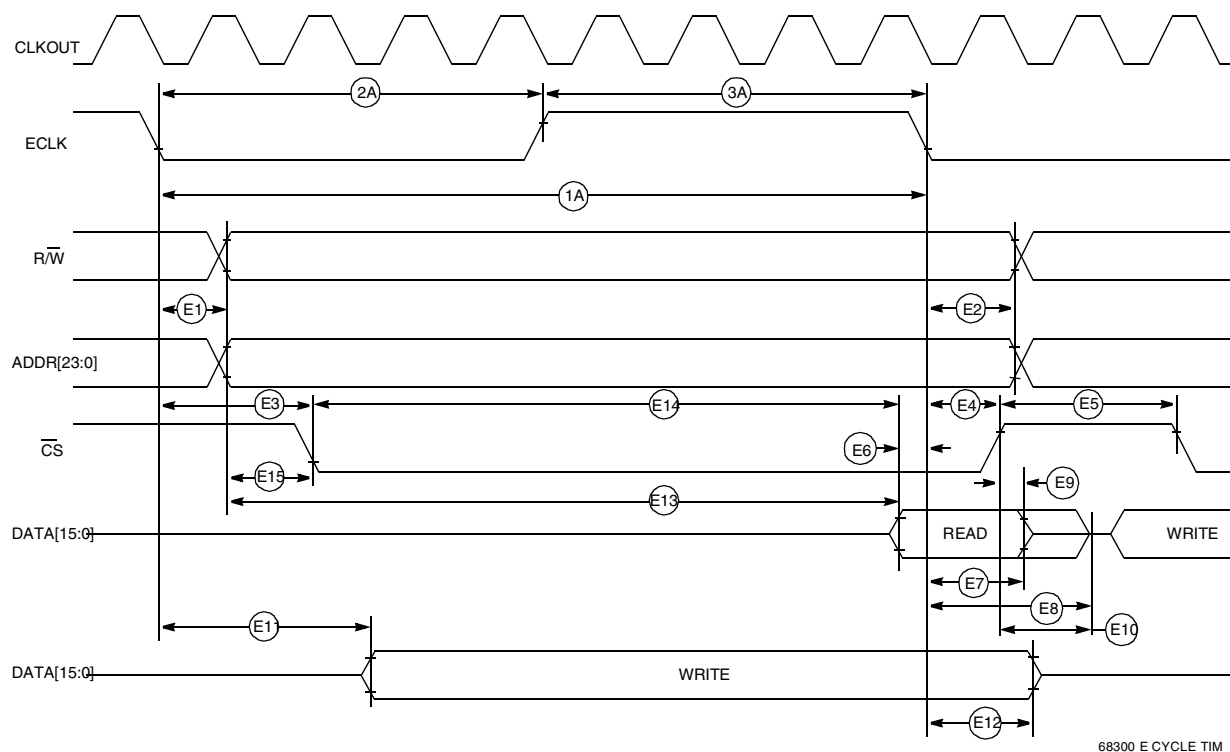 CLKOUT
2A
3A
ECLK
1A
R/W
E1
E2
ADDR[23:0]
E3
E14
E4
E5
CS
E6
E15
E9
E13
DATA[15:0]
READ
WRITE
E7
E8
E11
E10
DATA[15:0]
WRITE
E12
68300 E CYCLE TIM